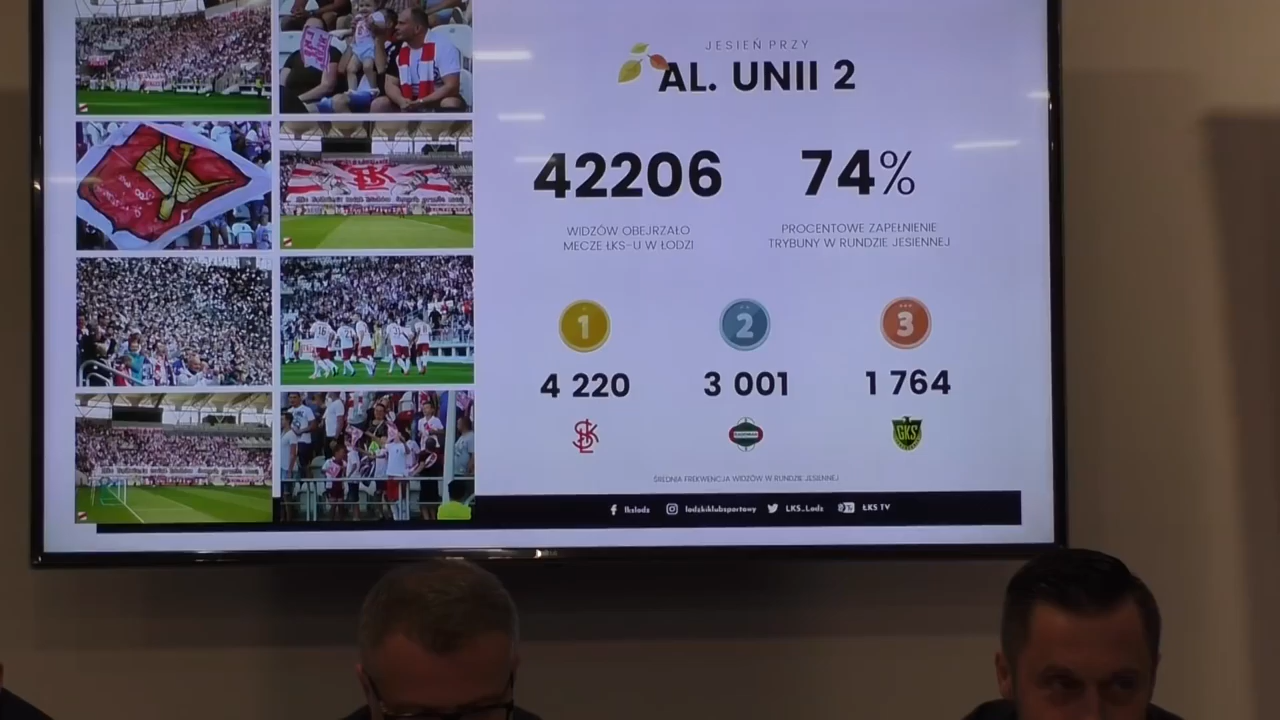 JESIEŃ PRZY
AL. UNII 2
42206
74%
WIDZÓW OBEJRZAŁO
MECZE ŁKS-U W ŁODZI
PROCENTOWE ZAPEŁNIENIE
TRYBUNY W RUNDZIE JESIENNEJ
1
2
3
4 220
3 001
1 764
ŁKS
GKS
ŚREDNIA FREKWENCJA WIDZÓW W RUNDZIE JESIENNEJ
lkslodz
lodzkiklubsportowy
LKS_Lodz
ŁKS TV